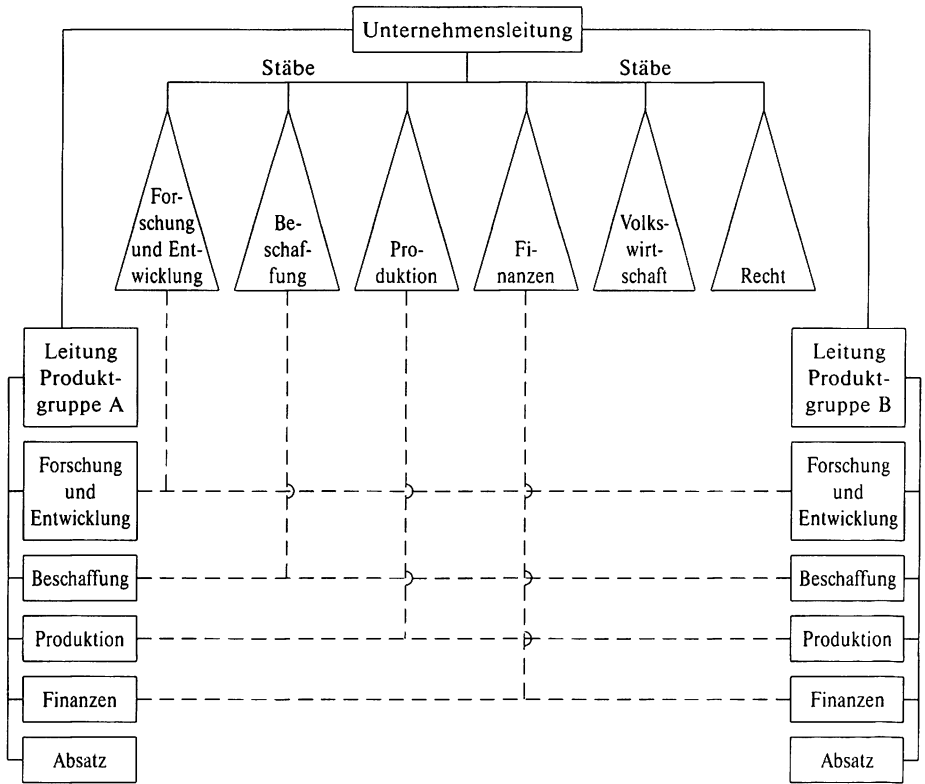 Unternehmensleitung
Stäbe
Stäbe
For-
schung
und Ent-
wicklung
Be-
schaf-
fung
Pro-
duktion
Fi-
nanzen
Volks-
wirt-
schaft
Recht
Leitung
Produkt-
gruppe A
Leitung
Produkt-
gruppe B
Forschung
und
Entwicklung
Forschung
und
Entwicklung
Beschaffung
Beschaffung
Produktion
Produktion
Finanzen
Finanzen
Absatz
Absatz